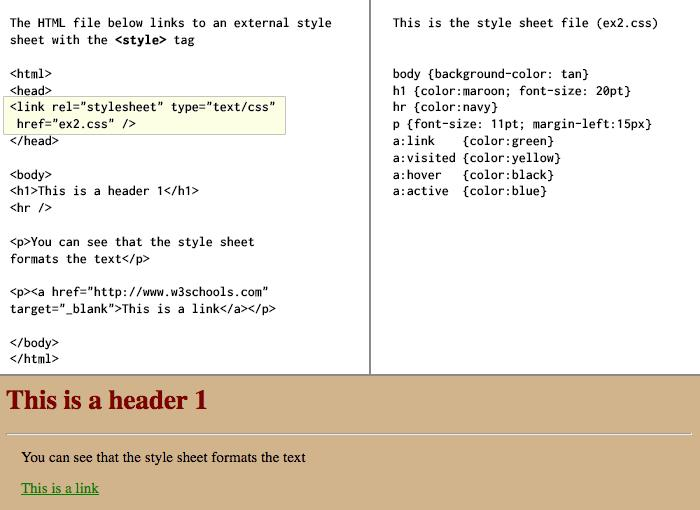 The HTML file below links to an external style
sheet with the <style> tag
<html>
<head>
<link rel="stylesheet" type="text/css"
href="ex2.css" />
</head>
<body>
<h1>This is a header 1</h1>
<hr />
<p>You can see that the style sheet
formats the text</p>
<p><a href="http://www.w3schools.com"
target="_blank">This is a link</a></p>
</body>
</html>
This is the style sheet file (ex2.css)
body {background-color: tan}
h1 {color:maroon; font-size: 20pt}
hr {color:navy}
p {font-size: 11pt; margin-left:15px}
a:link    {color:green}
a:visited {color:yellow}
a:hover   {color:black}
a:active  {color:blue}
This is a header 1
You can see that the style sheet formats the text
This is a link